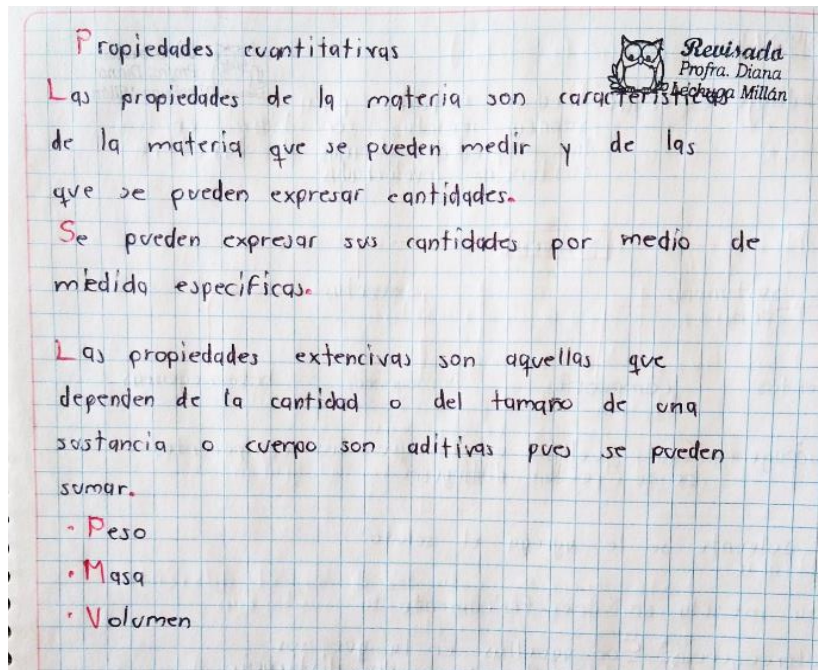 Propiedades cuantitativas
Revisada
Profra. Diana
Lechuga Millán
Las propiedades de la materia son características
de la materia que se pueden medir y de las
que se pueden expresar cantidades.
Se pueden expresar sus cantidades por medio de
medida especificas.
Las propiedades extencivas son aquellas que
dependen de la cantidad o del tamaño de una
sustancia o cuerpo son aditivas pues se pueden
sumar.
· Peso
· Masa
· Volumen